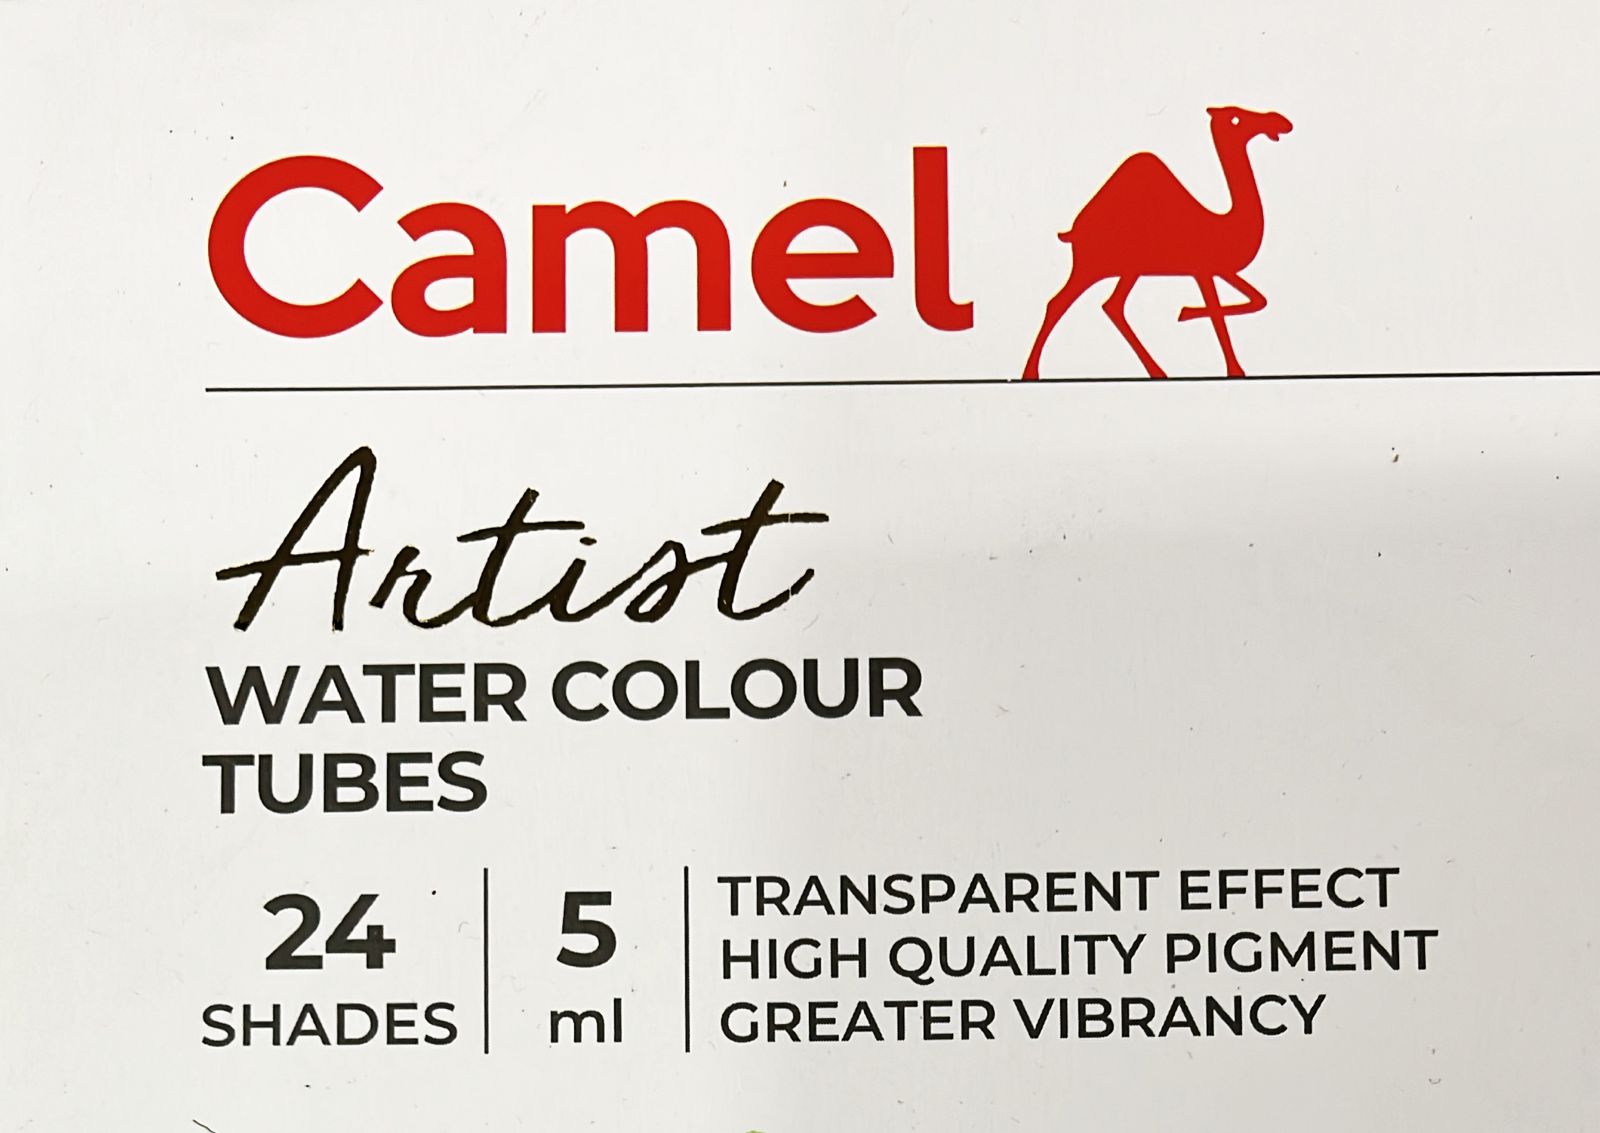 Camel
Artist
WATER COLOUR
TUBES
24
SHADES
5
ml
TRANSPARENT EFFECT
HIGH QUALITY PIGMENT
GREATER VIBRANCY